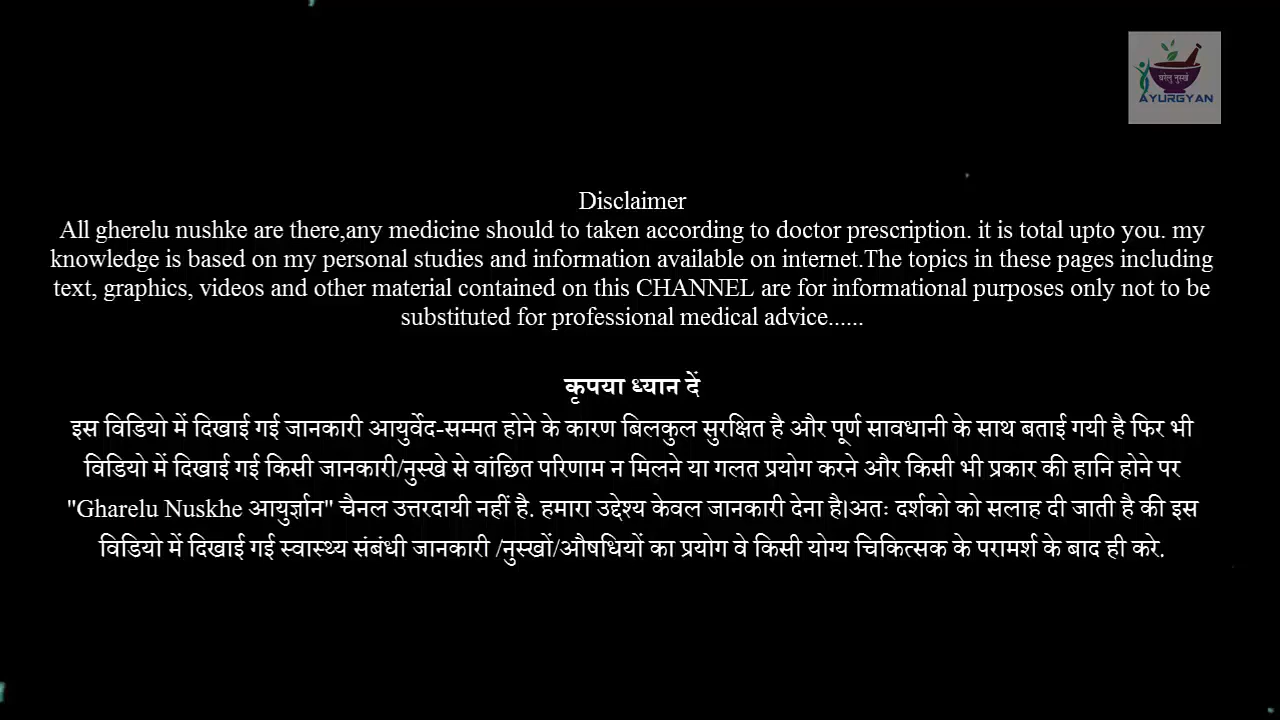 घरेलु नुस्खे
AYURGYAN
Disclaimer
All gherelu nushke are there,any medicine should to taken according to doctor prescription. it is total upto you. my
knowledge is based on my personal studies and information available on internet.The topics in these pages including
text, graphics, videos and other material contained on this CHANNEL are for informational purposes only not to be
substituted for professional medical advice......
कृपया ध्यान दें
इस विडियो में दिखाई गई जानकारी आयुर्वेद-सम्मत होने के कारण बिलकुल सुरक्षित है और पूर्ण सावधानी के साथ बताई गयी है फिर भी
विडियो में दिखाई गई किसी जानकारी/नुस्खे से वांछित परिणाम न मिलने या गलत प्रयोग करने और किसी भी प्रकार की हानि होने पर
"Gharelu Nuskhe आयुर्ज्ञान" चैनल उत्तरदायी नहीं है. हमारा उद्देश्य केवल जानकारी देना है।अतः दर्शको को सलाह दी जाती है की इस
विडियो में दिखाई गई स्वास्थ्य संबंधी जानकारी /नुस्खों/औषधियों का प्रयोग वे किसी योग्य चिकित्सक के परामर्श के बाद ही करे.